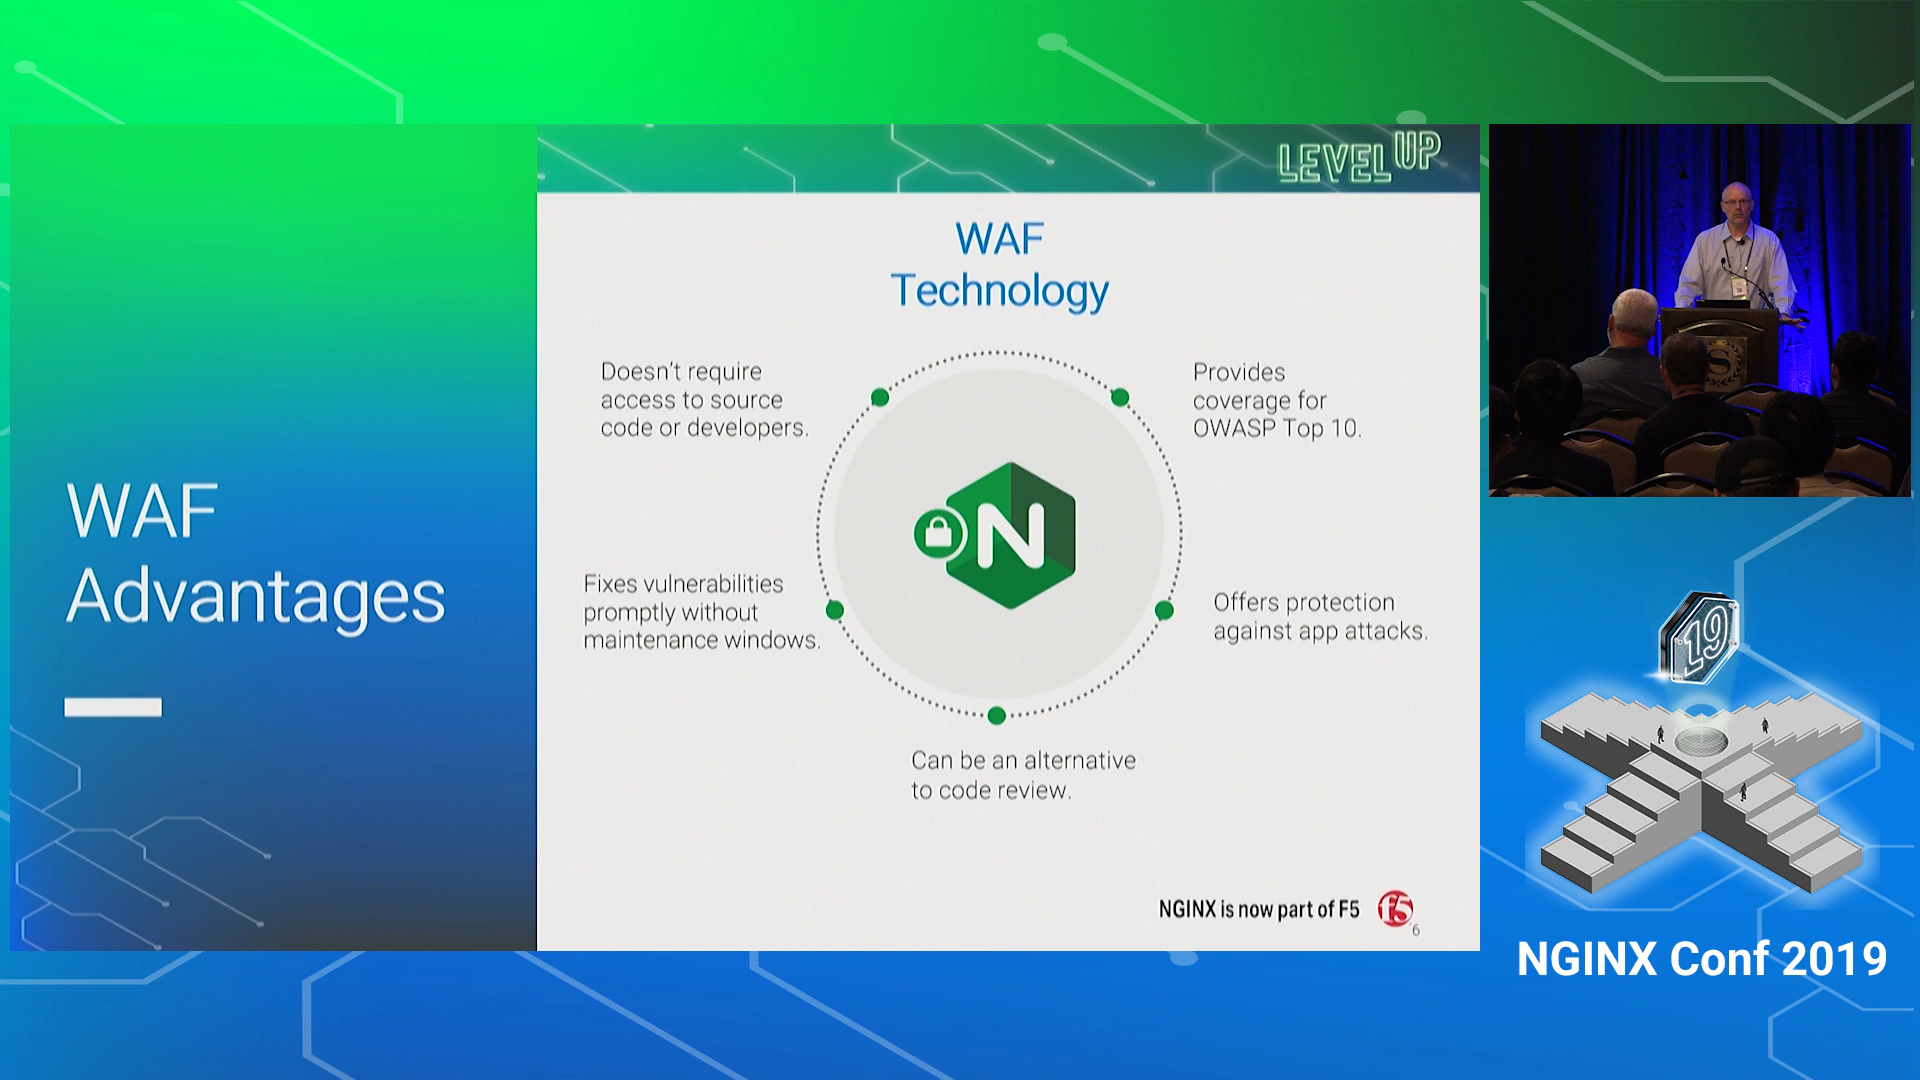 LEVEL UP
WAF
Advantages
WAF
Technology
Doesn't require
access to source
code or developers.
Provides
coverage for
OWASP Top 10.
N
Fixes vulnerabilities
promptly without
maintenance windows.
Offers protection
against app attacks.
Can be an alternative
to code review.
NGINX is now part of F5
f5
6
S
19
NGINX Conf 2019